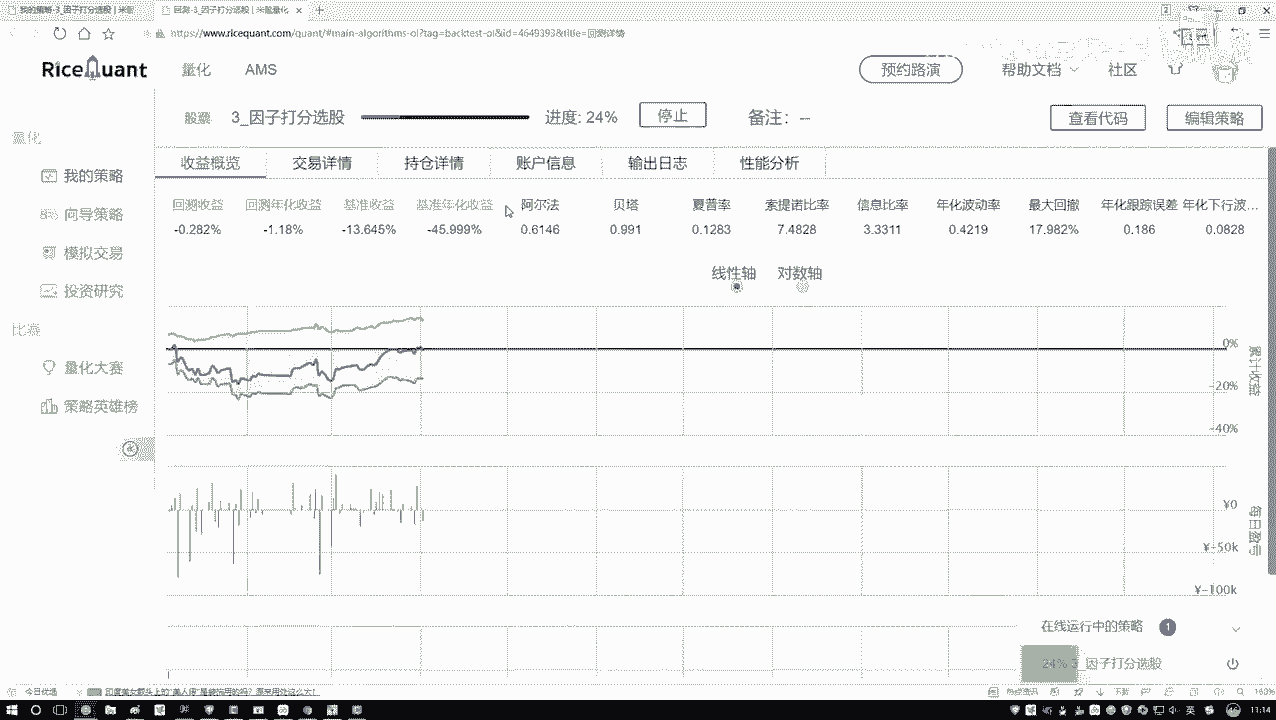 我的策略-3_因子打分选股 | 米筐
回测-3_因子打分选股 | 米筐量化
https://www.ricequant.com/quant/#main-algorithms-ol?tag=backtest-ol&id=4649393&title=回测详情
RiceQuant 量化 AMS 预约路演 帮助文档 社区
股票 3_因子打分选股 进度: 24% 停止 备注: -- 查看代码 编辑策略
量化
我的策略
向导策略
模拟交易
投资研究
比赛
量化大赛
策略英雄榜
收益概览 交易详情 持仓详情 账户信息 输出日志 性能分析
回测收益 回测年化收益 基准收益 基准年化收益 阿尔法 贝塔 夏普率 索提诺比率 信息比率 年化波动率 最大回撤 年化跟踪误差 年化下行波...
-0.282% -1.18% -13.645% -45.999% 0.6146 0.991 0.1283 7.4828 3.3311 0.4219 17.982% 0.186 0.0828
线性轴 对数轴
0%
-20%
-40%
累计收益
¥0
¥-50k
¥-100k
每日盈亏
在线运行中的策略 1
24% 3_因子打分选股
今日优选
热点资讯
下载
163%
英
11:14